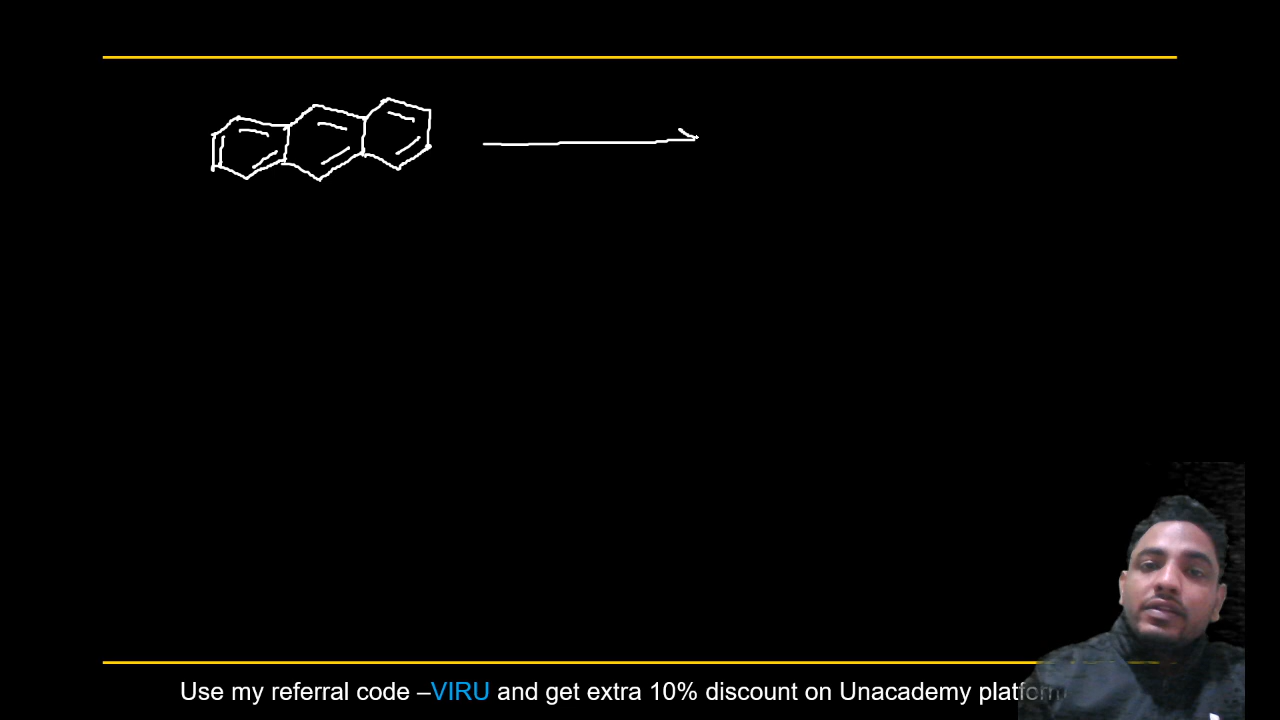 Use my referral code –VIRU and get extra 10% discount on Unacademy platform